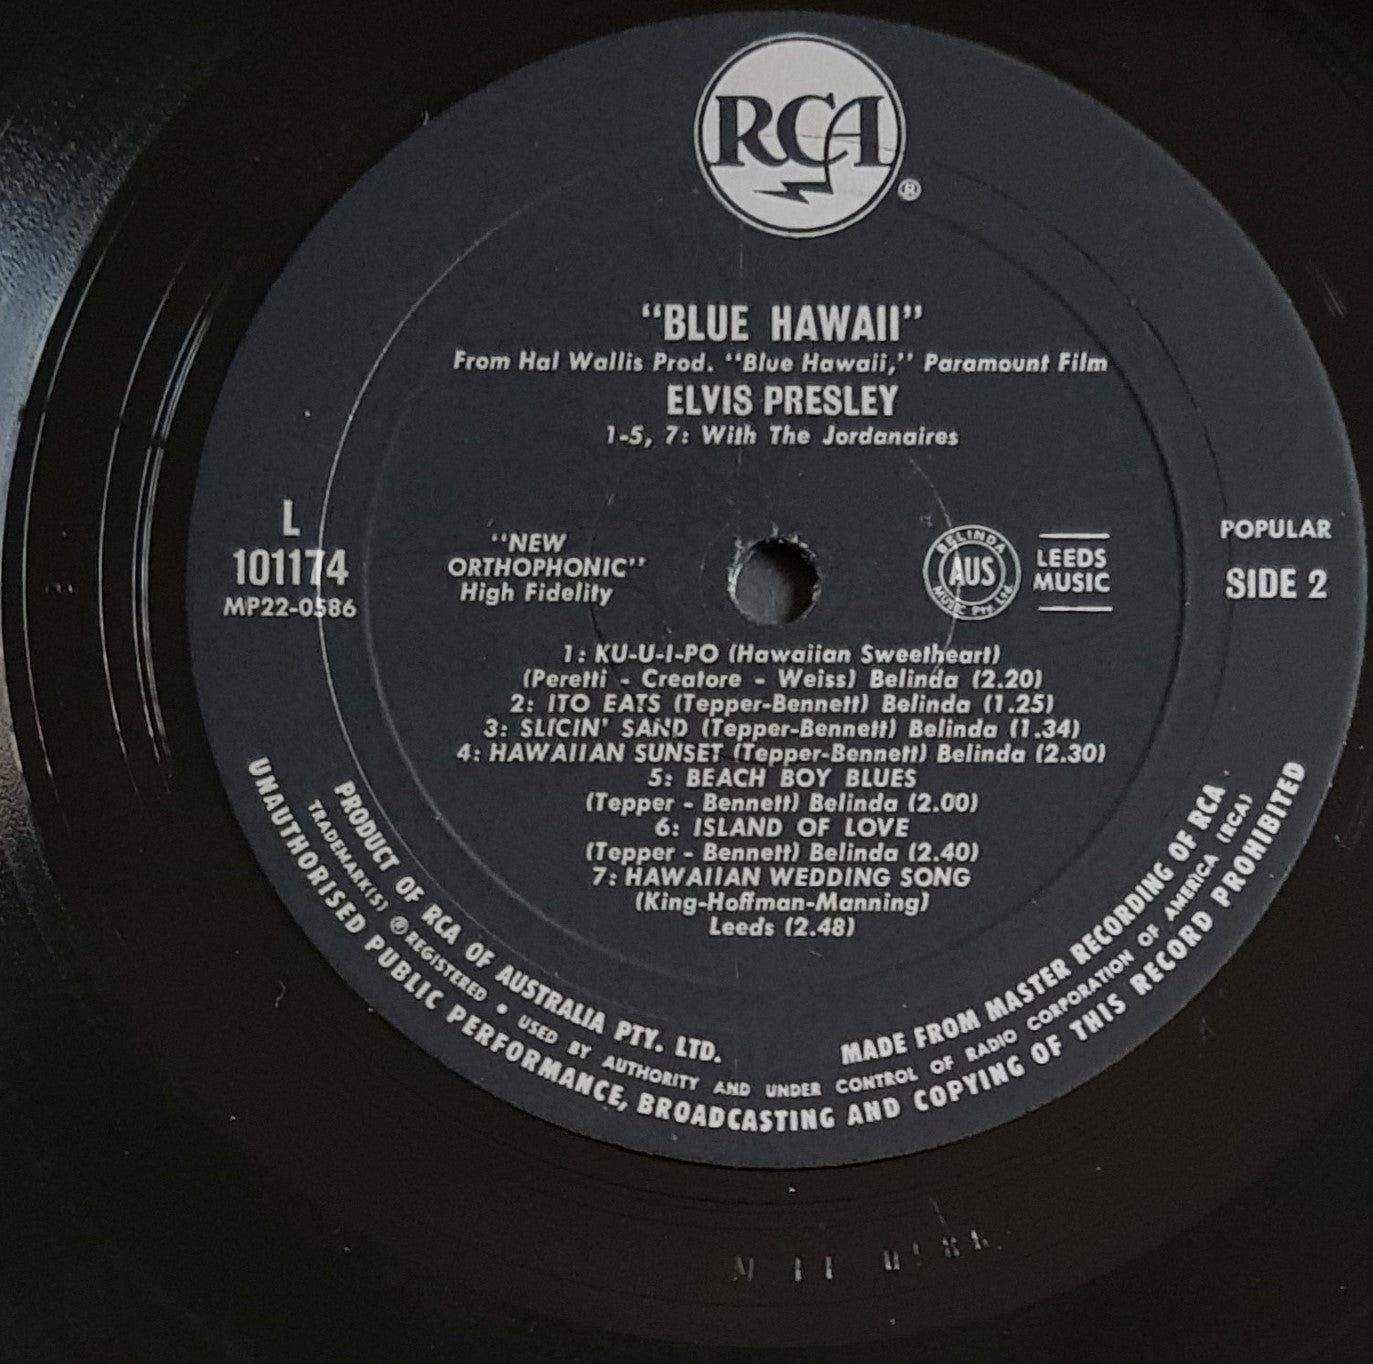 RCA
®
"BLUE HAWAII"
From Hal Wallis Prod. "Blue Hawaii," Paramount Film
ELVIS PRESLEY
1-5, 7: With The Jordanaires
L
101174
MP22-0586
"NEW
ORTHOPHONIC"
High Fidelity
BELINDA
AUS
MUSIC Pty. Ltd.
LEEDS
MUSIC
POPULAR
SIDE 2
1: KU-U-I-PO (Hawaiian Sweetheart)
(Peretti - Creatore - Weiss) Belinda (2.20)
2: ITO EATS (Tepper-Bennett) Belinda (1.25)
3: SLICIN' SAND (Tepper-Bennett) Belinda (1.34)
4: HAWAIIAN SUNSET (Tepper-Bennett) Belinda (2.30)
5: BEACH BOY BLUES
(Tepper - Bennett) Belinda (2.00)
6: ISLAND OF LOVE
(Tepper - Bennett) Belinda (2.40)
7: HAWAIIAN WEDDING SONG
(King-Hoffman-Manning)
Leeds (2.48)
PRODUCT OF RCA OF AUSTRALIA PTY. LTD. MADE FROM MASTER RECORDING OF RCA
TRADEMARK(S) ® REGISTERED • USED BY AUTHORITY AND UNDER CONTROL OF RADIO CORPORATION OF AMERICA (RCA)
UNAUTHORISED PUBLIC PERFORMANCE, BROADCASTING AND COPYING OF THIS RECORD PROHIBITED